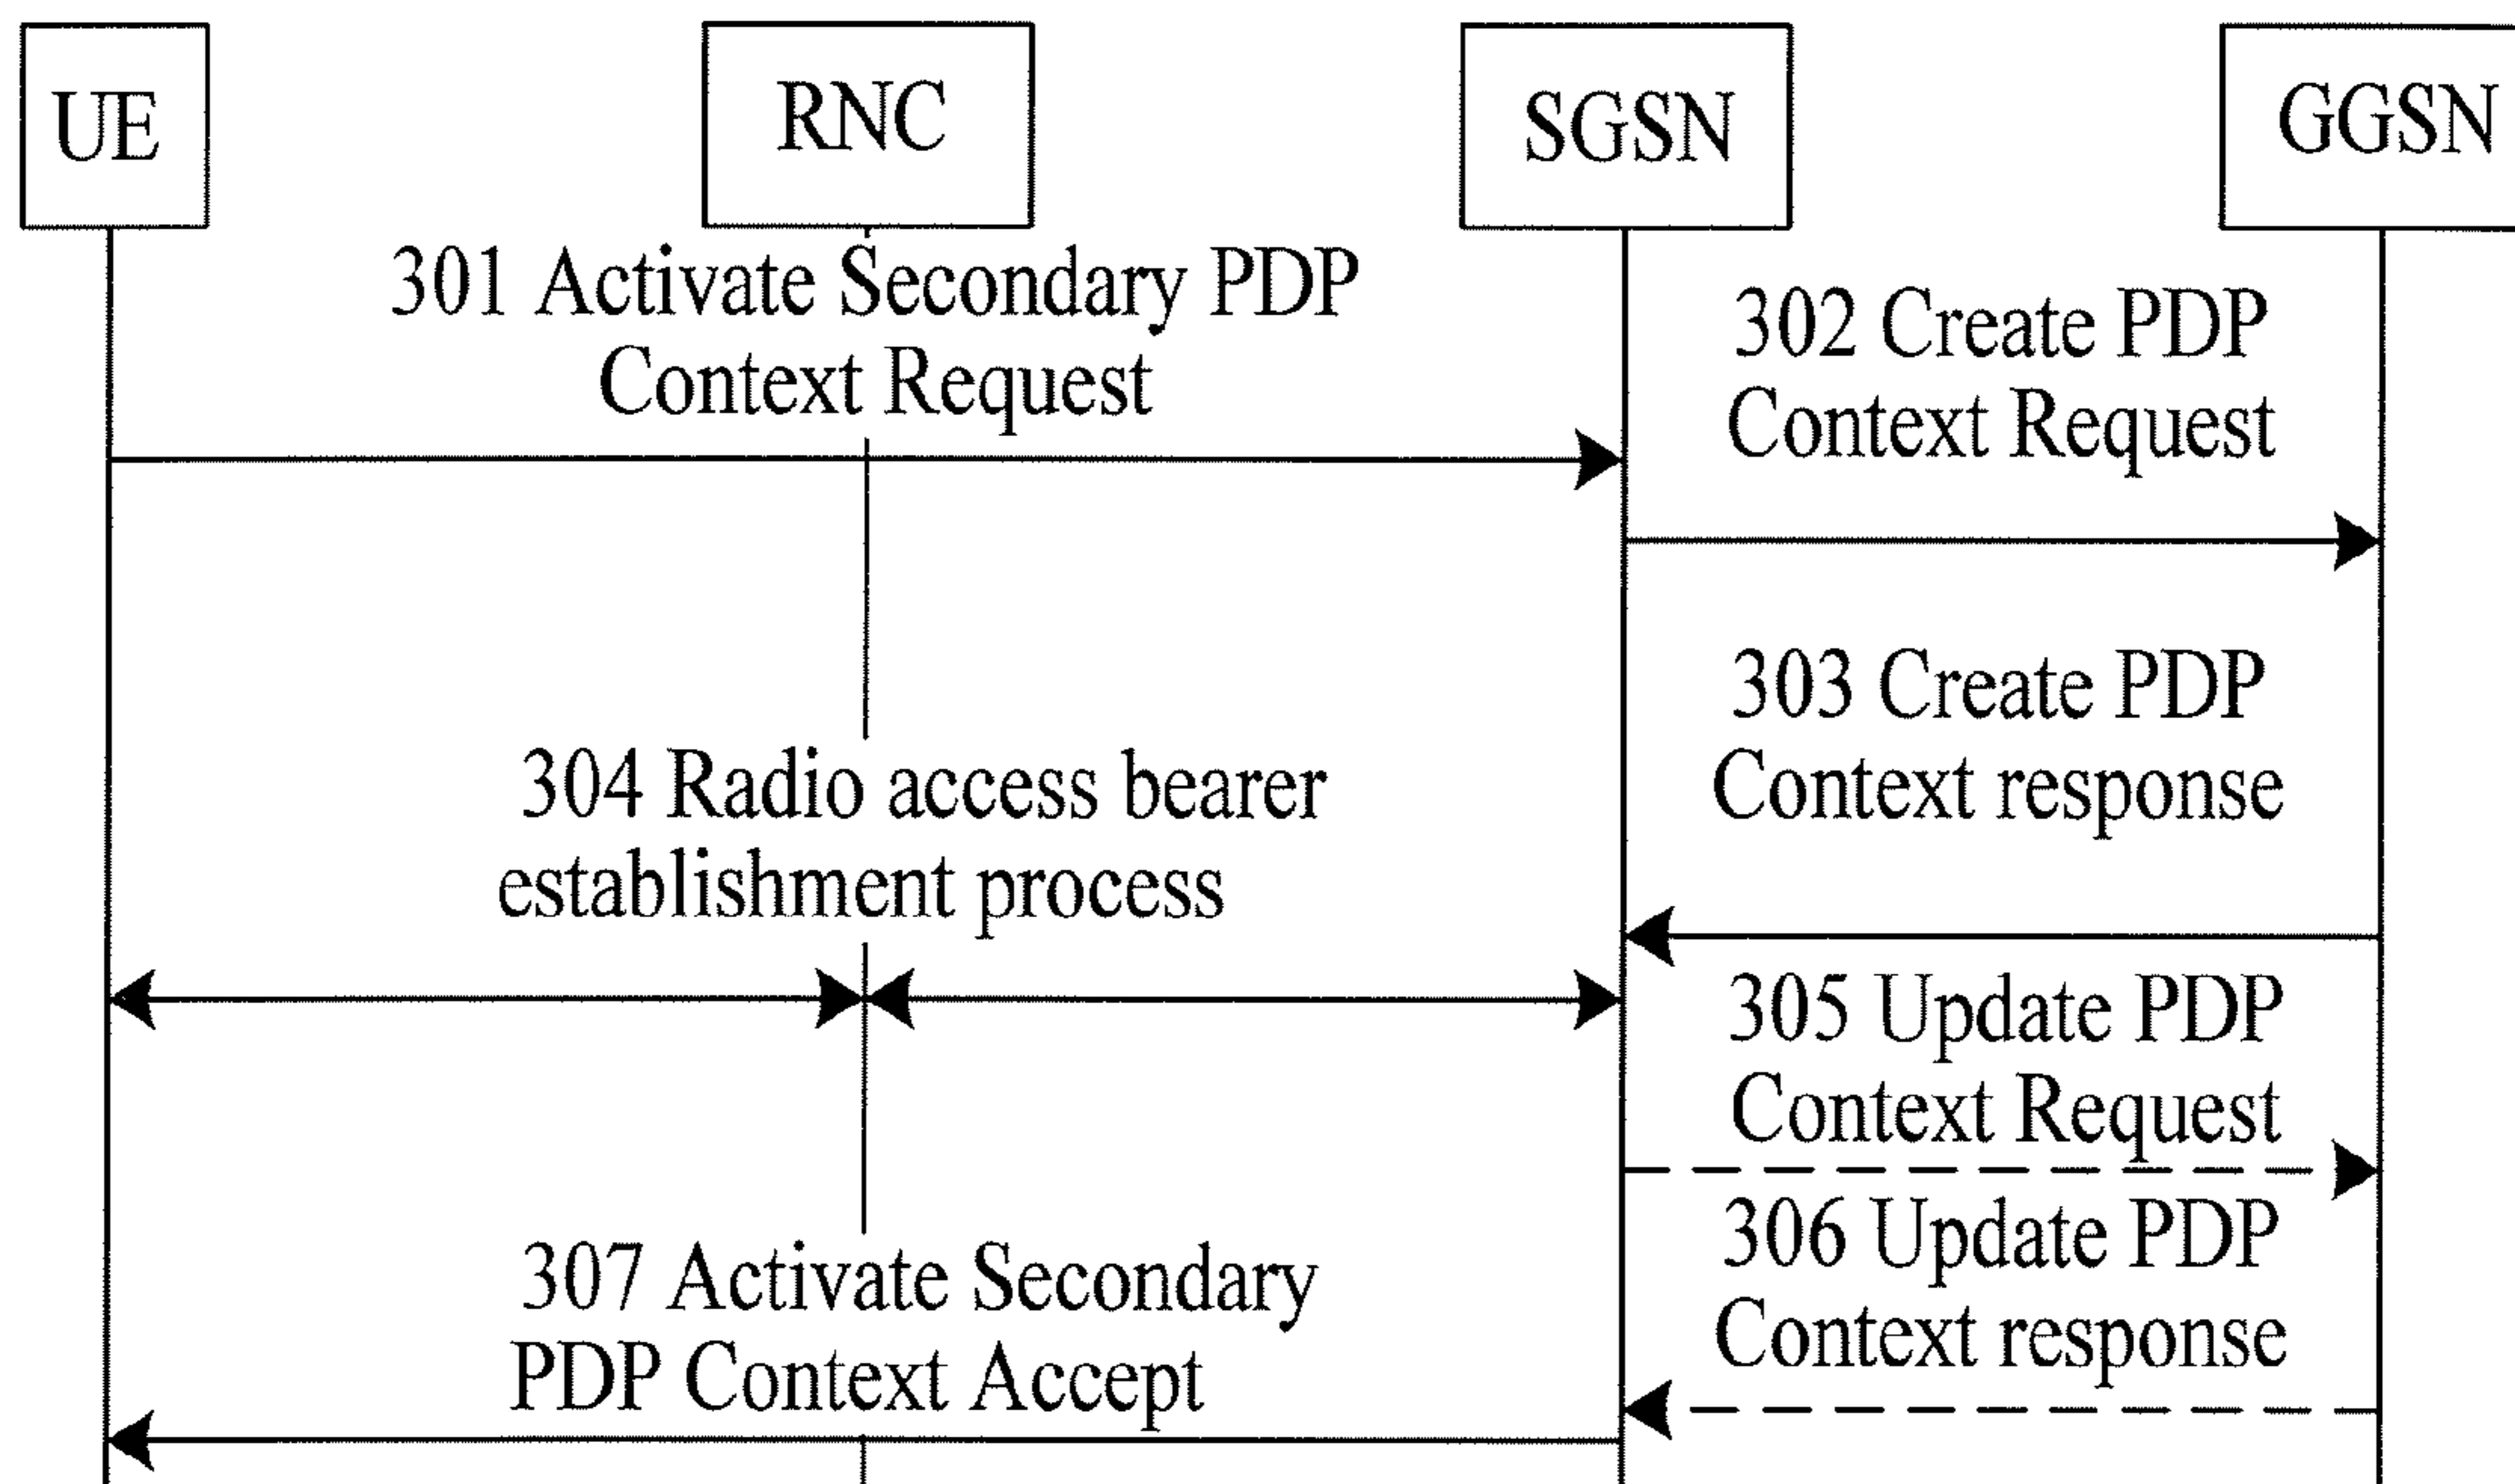 UE
RNC
SGSN
GGSN
301 Activate Secondary PDP
Context Request
302 Create PDP
Context Request
303 Create PDP
Context response
304 Radio access bearer
establishment process
305 Update PDP
Context Request
306 Update PDP
Context response
307 Activate Secondary
PDP Context Accept